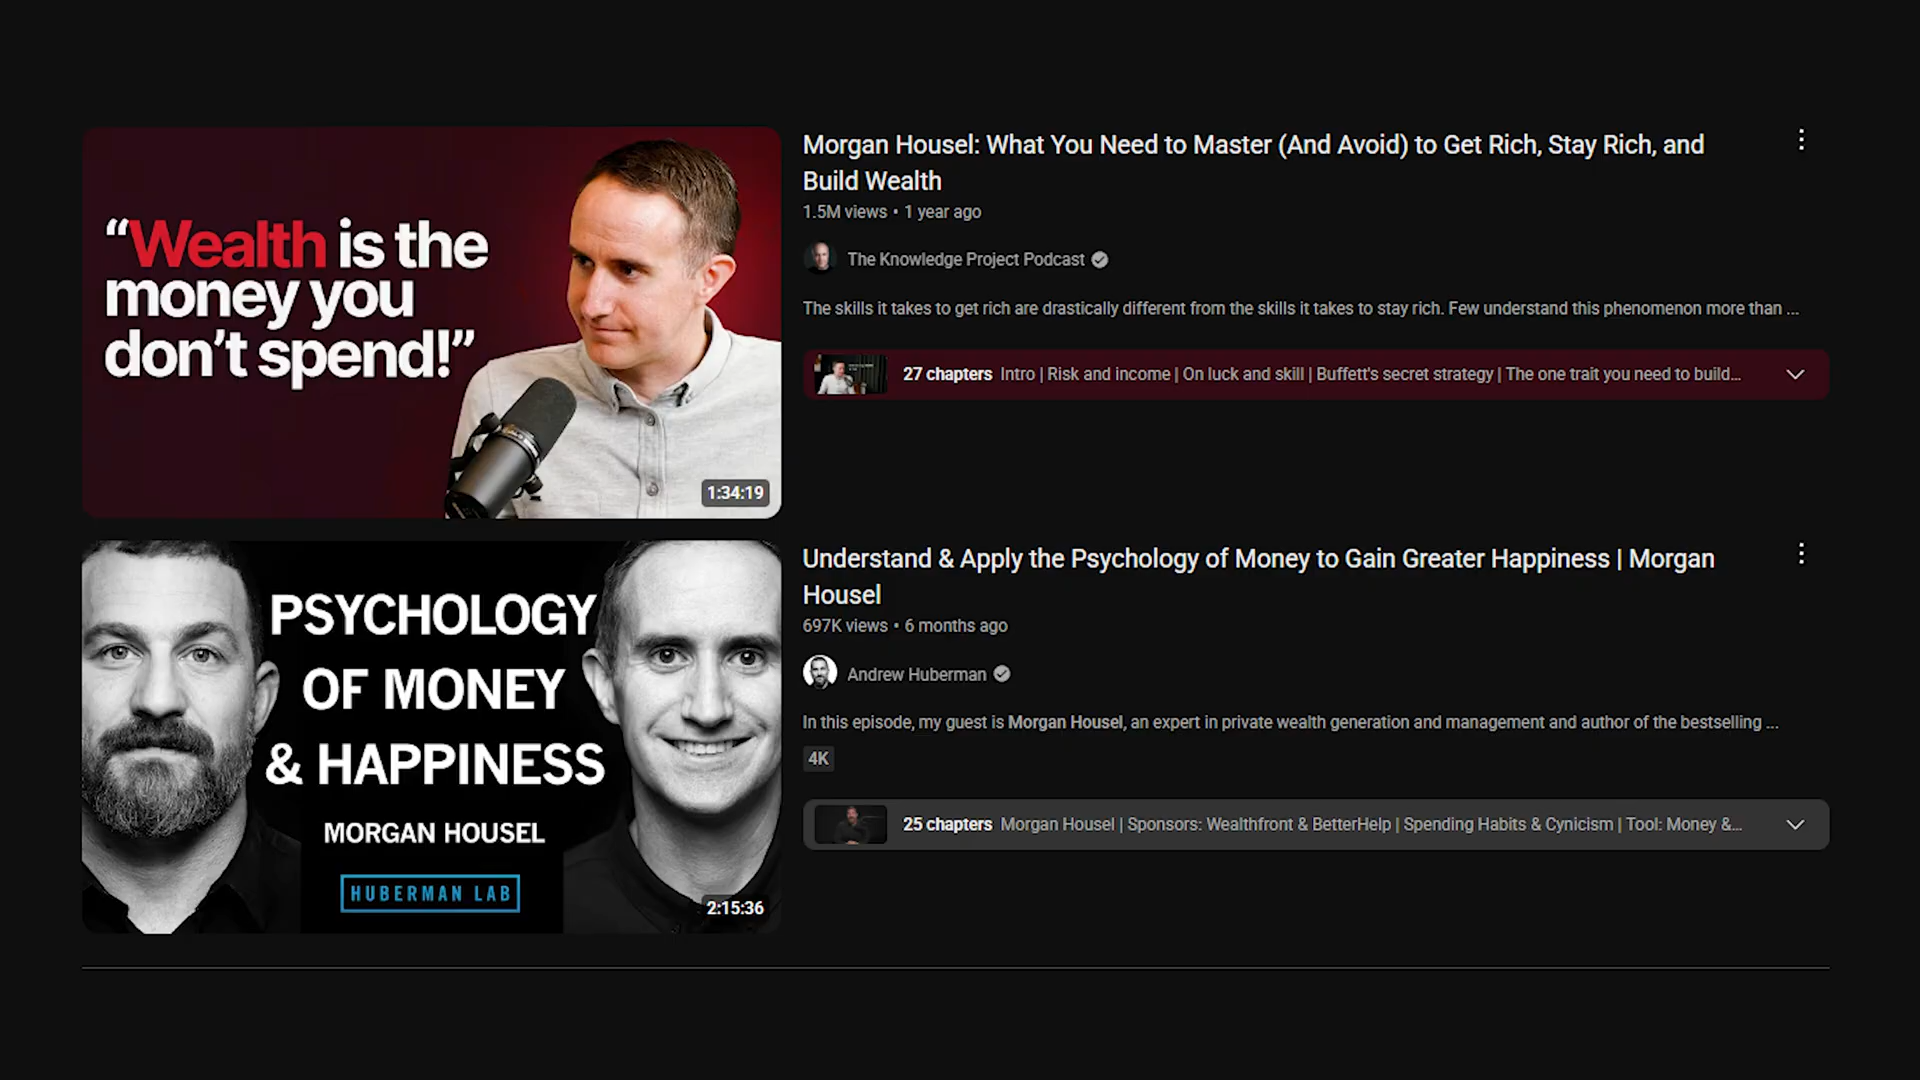 “Wealth is the
money you
don’t spend!”
1:34:19
Morgan Housel: What You Need to Master (And Avoid) to Get Rich, Stay Rich, and
Build Wealth
1.5M views • 1 year ago
The Knowledge Project Podcast
The skills it takes to get rich are drastically different from the skills it takes to stay rich. Few understand this phenomenon more than ...
27 chapters Intro | Risk and income | On luck and skill | Buffett's secret strategy | The one trait you need to build...
PSYCHOLOGY
OF MONEY
& HAPPINESS
MORGAN HOUSEL
HUBERMAN LAB
2:15:36
Understand & Apply the Psychology of Money to Gain Greater Happiness | Morgan
Housel
697K views • 6 months ago
Andrew Huberman
In this episode, my guest is Morgan Housel, an expert in private wealth generation and management and author of the bestselling ...
4K
25 chapters Morgan Housel | Sponsors: Wealthfront & BetterHelp | Spending Habits & Cynicism | Tool: Money &...